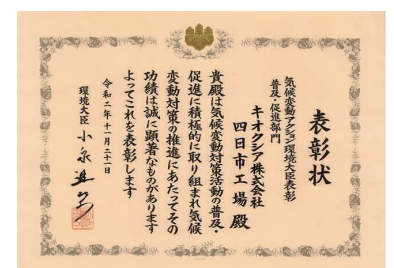 表彰状
気候変動アクション環境大臣表彰
普及・促進部門
キオクシア株式会社
四日市工場 殿
貴殿は気候変動対策活動の普及・
促進に積極的に取り組まれ気候
変動対策の推進にあたってその
功績は誠に顕著なものがあります
よってこれを表彰します
令和二年十一月二十一日
環境大臣 小泉進次郎